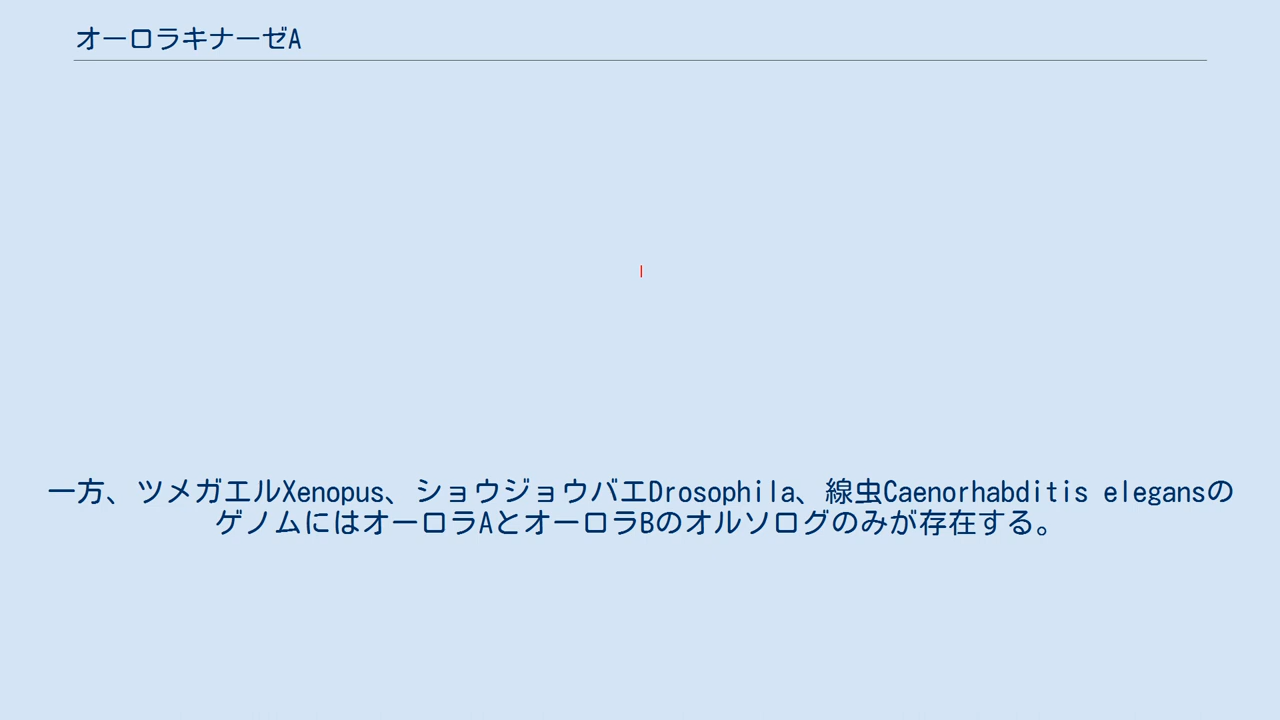 オーロラキナーゼA
一方、ツメガエルXenopus、ショウジョウバエDrosophila、線虫Caenorhabditis elegansの
ゲノムにはオーロラAとオーロラBのオルソログのみが存在する。